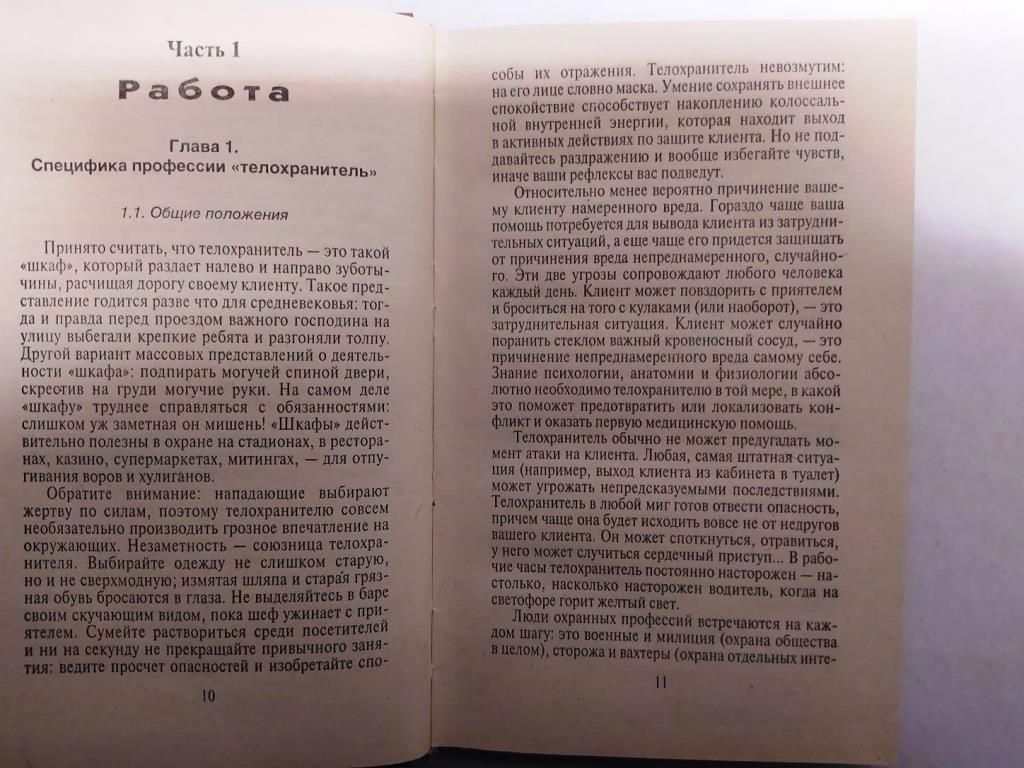 Часть 1
Работа
Глава 1.
Специфика профессии «телохранитель»
1.1. Общие положения
Принято считать, что телохранитель — это такой
«шкаф», который раздает налево и направо зуботы-
чины, расчищая дорогу своему клиенту. Такое пред-
ставление годится разве что для средневековья: тог-
да и правда перед проездом важного господина на
улицу выбегали крепкие ребята и разгоняли толпу.
Другой вариант массовых представлений о деятель-
ности «шкафа»: подпирать могучей спиной двери,
скрестив на груди могучие руки. На самом деле
«шкафу» труднее справляться с обязанностями:
слишком уж заметная он мишень! «Шкафы» дейст-
вительно полезны в охране на стадионах, в рестора-
нах, казино, супермаркетах, митингах, — для отпу-
гивания воров и хулиганов.
Обратите внимание: нападающие выбирают
жертву по силам, поэтому телохранителю совсем
необязательно производить грозное впечатление на
окружающих. Незаметность — союзница телохра-
нителя. Выбирайте одежду не слишком старую,
но и не сверхмодную; измятая шляпа и старая гряз-
ная обувь бросаются в глаза. Не выделяйтесь в баре
своим скучающим видом, пока шеф ужинает с при-
ятелем. Сумейте раствориться среди посетителей
и ни на секунду не прекращайте привычного заня-
тия: ведите просчет опасностей и изобретайте спо-
10
собы их отражения. Телохранитель невозмутим:
на его лице словно маска. Умение сохранять внешнее
спокойствие способствует накоплению колоссаль-
ной внутренней энергии, которая находит выход
в активных действиях по защите клиента. Но не под-
давайтесь раздражению и вообще избегайте чувств,
иначе ваши рефлексы вас подведут.
Относительно менее вероятно причинение ваше-
му клиенту намеренного вреда. Гораздо чаще ваша
помощь потребуется для вывода клиента из затрудни-
тельных ситуаций, а еще чаще его придется защищать
от причинения вреда непреднамеренного, случайно-
го. Эти две угрозы сопровождают любого человека
каждый день. Клиент может повздорить с приятелем
и броситься на того с кулаками (или наоборот), — это
затруднительная ситуация. Клиент может случайно
поранить стеклом важный кровеносный сосуд, — это
причинение непреднамеренного вреда самому себе.
Знание психологии, анатомии и физиологии абсо-
лютно необходимо телохранителю в той мере, в какой
это поможет предотвратить или локализовать кон-
фликт и оказать первую медицинскую помощь.
Телохранитель обычно не может предугадать мо-
мент атаки на клиента. Любая, самая штатная ситуа-
ция (например, выход клиента из кабинета в туалет)
может угрожать непредсказуемыми последствиями.
Телохранитель в любой миг готов отвести опасность,
причем чаще она будет исходить вовсе не от недругов
вашего клиента. Он может споткнуться, отравиться,
у него может случиться сердечный приступ... В рабо-
чие часы телохранитель постоянно насторожен — на-
столько, насколько насторожен водитель, когда на
светофоре горит желтый свет.
Люди охранных профессий встречаются на каж-
дом шагу: это военные и милиция (охрана общества
в целом), сторожа и вахтеры (охрана отдельных инте-
11